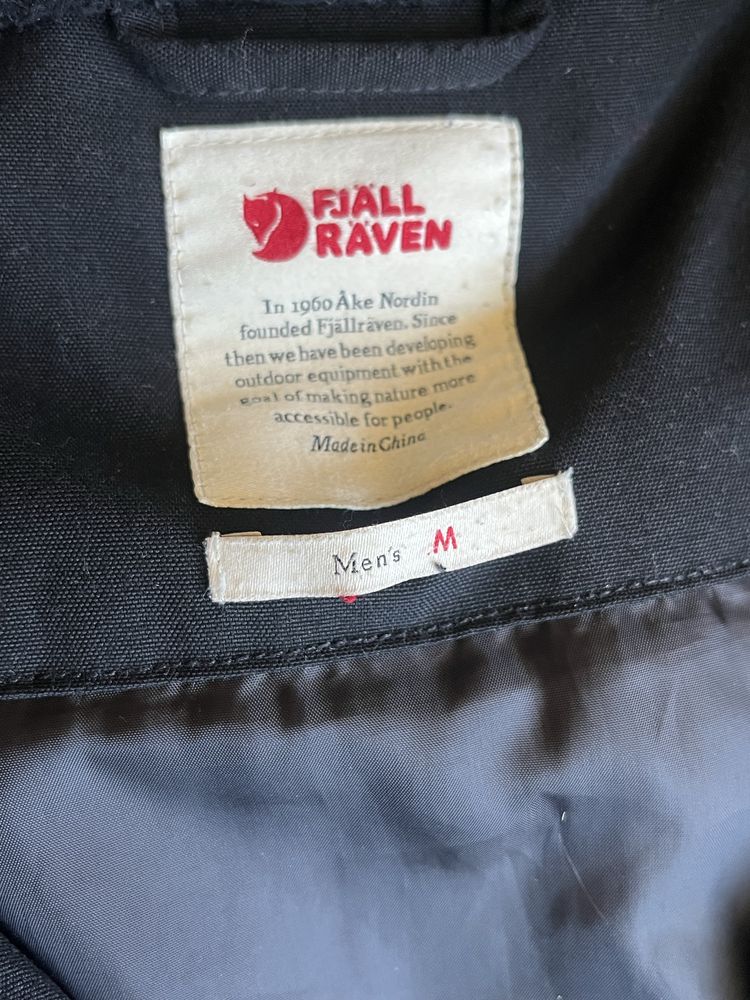 FJÄLL
RÄVEN
In 1960 Åke Nordin
founded Fjällräven. Since
then we have been developing
outdoor equipment with the
goal of making nature more
accessible for people.
Made in China
Men's M